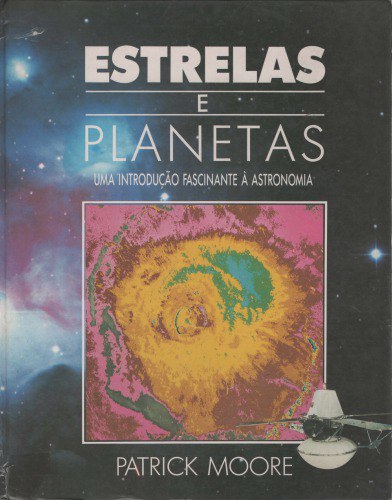 ESTRELAS
E
PLANETAS
UMA INTRODUÇÃO FASCINANTE À ASTRONOMIA
PATRICK MOORE